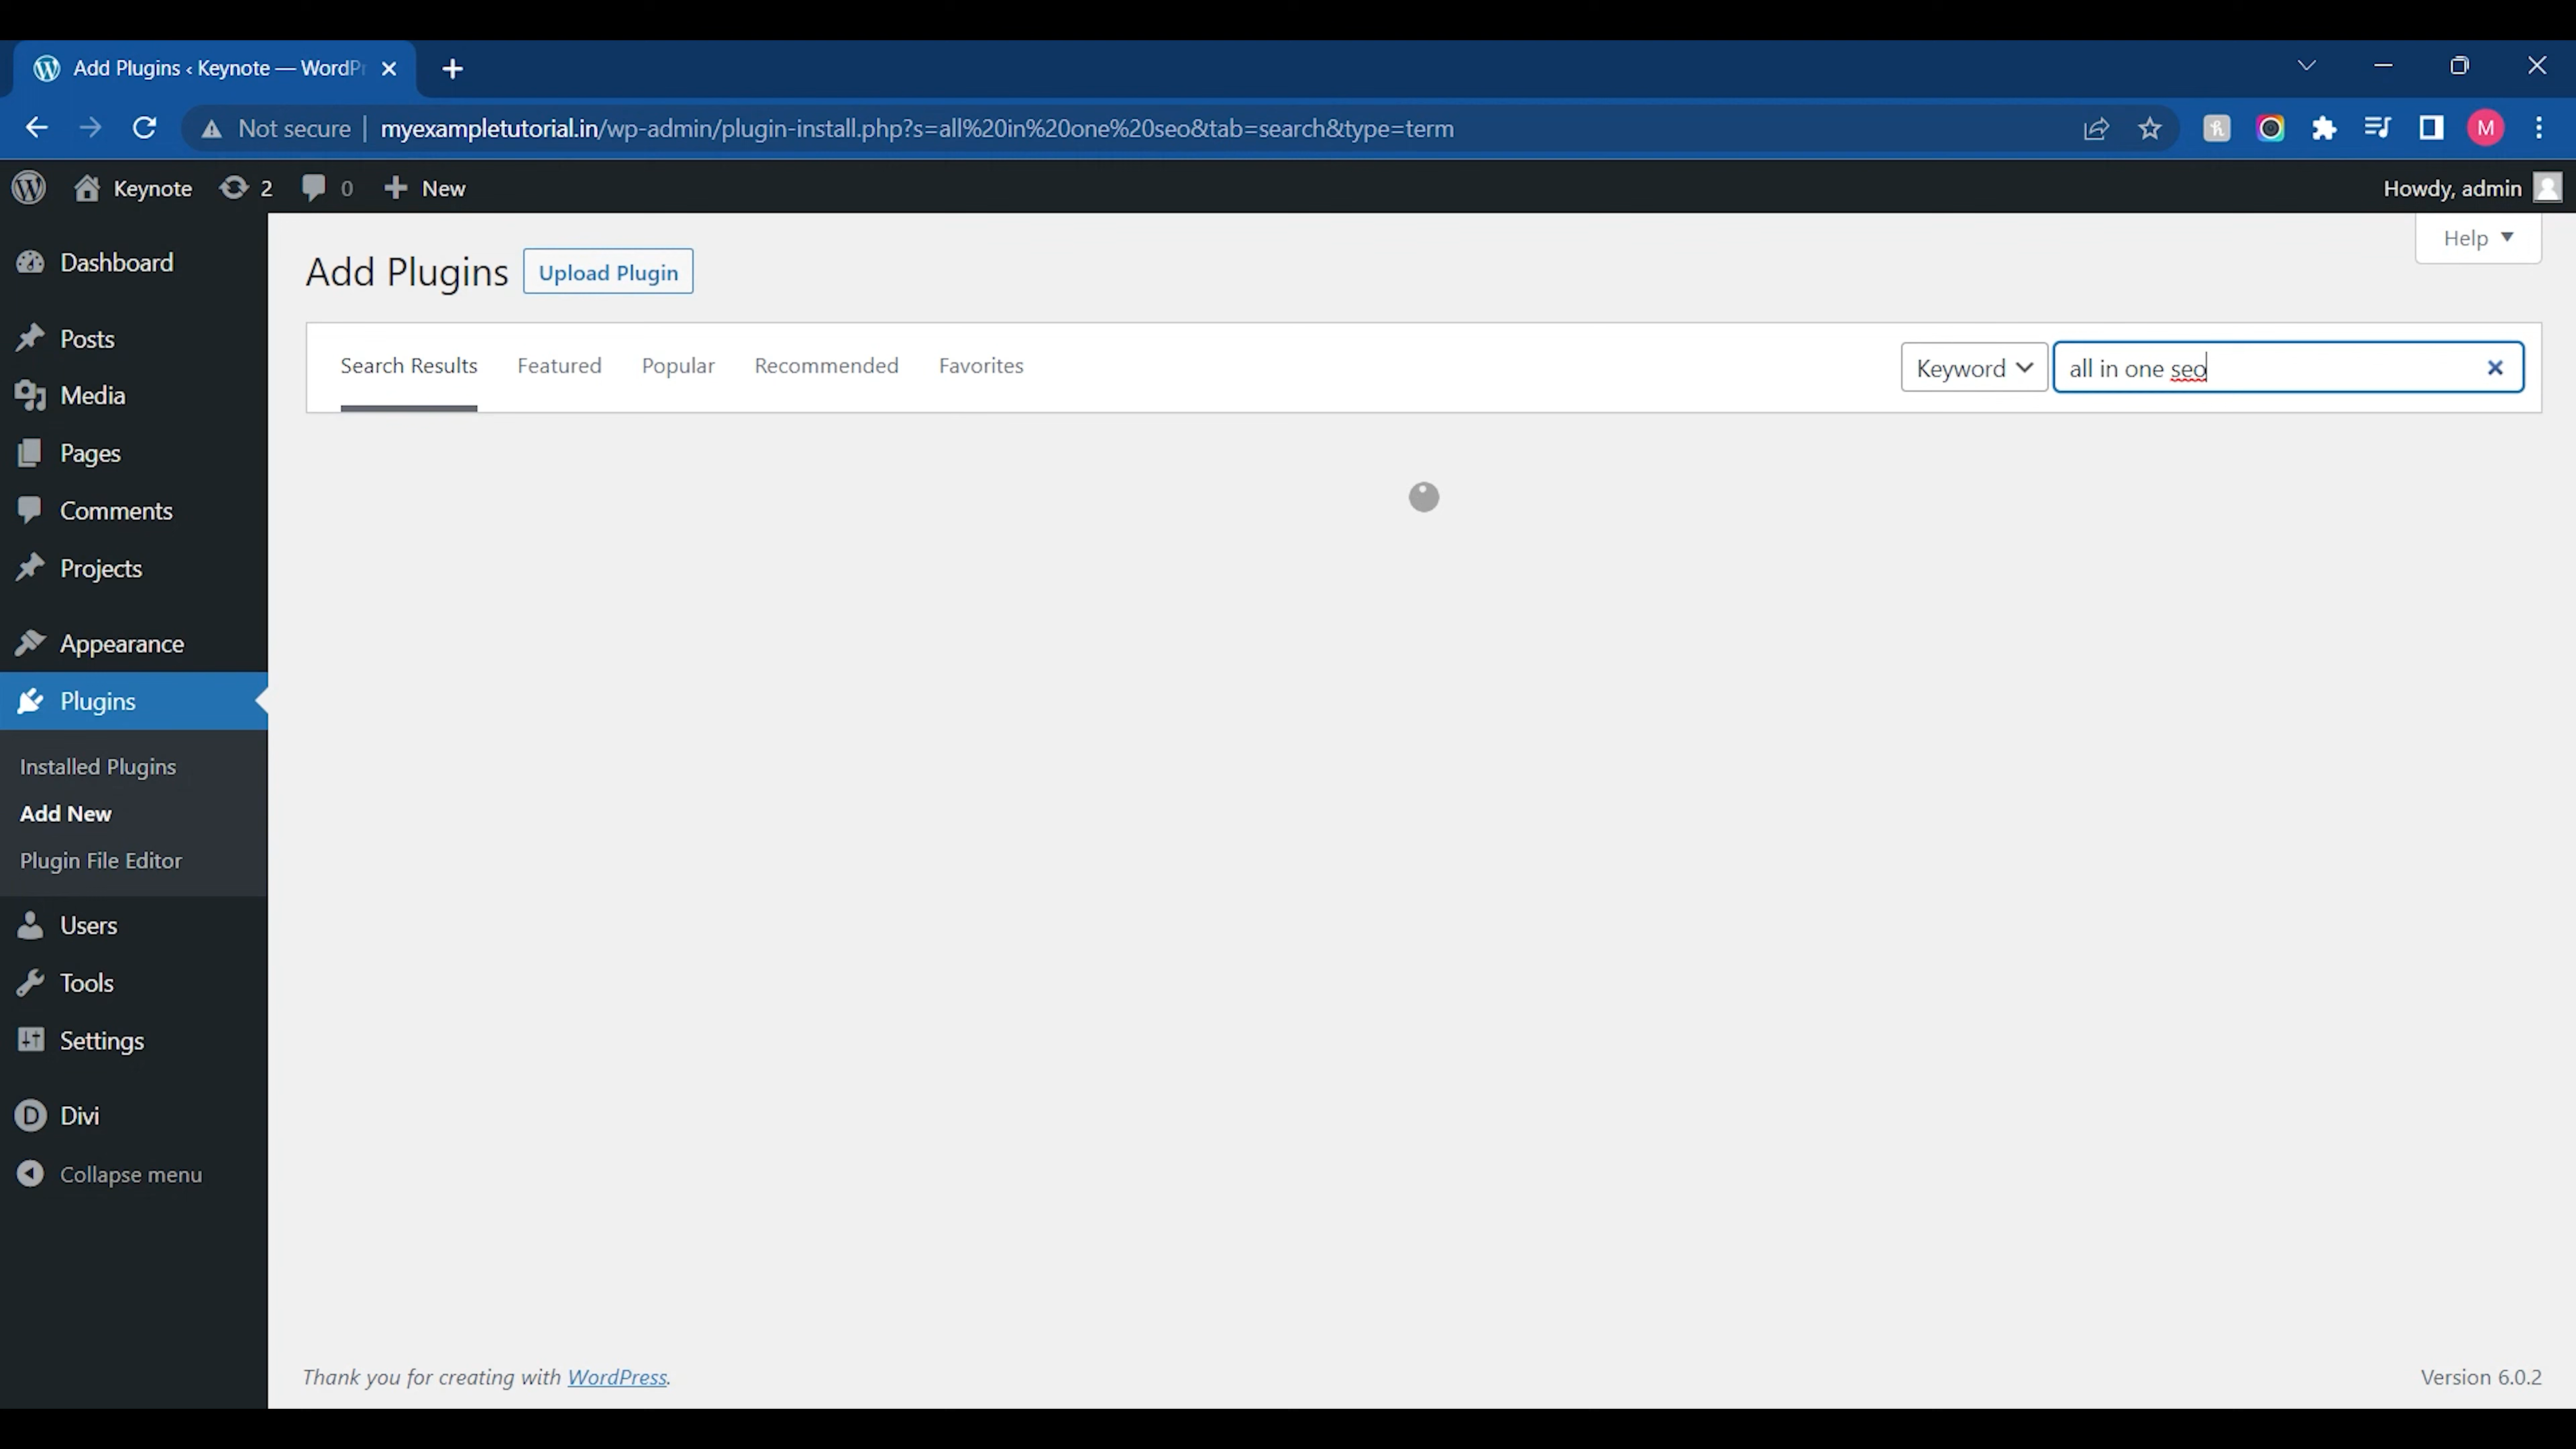 Add Plugins ‹ Keynote — WordPr
Not secure myexampletutorial.in/wp-admin/plugin-install.php?s=all%20in%20one%20seo&tab=search&type=term
M
Keynote 2 0 New
Howdy, admin
Help
Dashboard
Posts
Media
Pages
Comments
Projects
Appearance
Plugins
Installed Plugins
Add New
Plugin File Editor
Users
Tools
Settings
Divi
Collapse menu
Add Plugins Upload Plugin
Search Results Featured Popular Recommended Favorites
Keyword all in one seo
Thank you for creating with WordPress.
Version 6.0.2